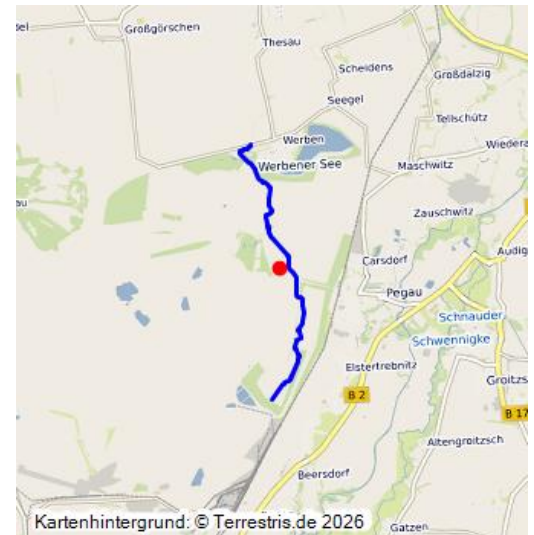 Großgörschen
Thesau
Scheidens
Großdalzig
Seegel
Tellschütz
Werben
Wiedera
Werbener See
Maschwitz
au
Zauschwitz
Audig
Carsdorf
Pegau
Schnauder
Schwennigke
Elstertrebnitz
Groitzs
B 2
B 17
Altengroitzsch
Beersdorf
Gatzen
Kartenhintergrund: © Terrestris.de 2026